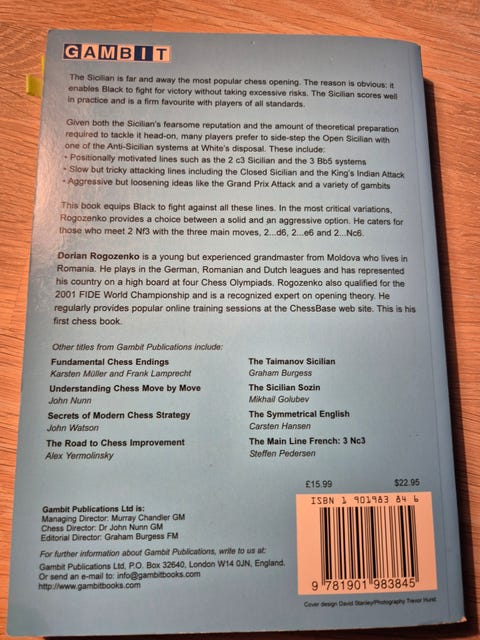 GAMBIT
The Sicilian is far and away the most popular chess opening. The reason is obvious: it
enables Black to fight for victory without taking excessive risks. The Sicilian scores well
in practice and is a firm favourite with players of all standards.
Given both the Sicilian's fearsome reputation and the amount of theoretical preparation
required to tackle it head-on, many players prefer to side-step the Open Sicilian with
one of the Anti-Sicilian systems at White's disposal. These include:
• Positionally motivated lines such as the 2 c3 Sicilian and the 3 Bb5 systems
• Slow but tricky attacking lines including the Closed Sicilian and the King's Indian Attack
• Aggressive but loosening ideas like the Grand Prix Attack and a variety of gambits
This book equips Black to fight against all these lines. In the most critical variations,
Rogozenko provides a choice between a solid and an aggressive option. He caters for
those who meet 2 Nf3 with the three main moves, 2...d6, 2...e6 and 2...Nc6.
Dorian Rogozenko is a young but experienced grandmaster from Moldova who lives in
Romania. He plays in the German, Romanian and Dutch leagues and has represented
his country on a high board at four Chess Olympiads. Rogozenko also qualified for the
2001 FIDE World Championship and is a recognized expert on opening theory. He
regularly provides popular online training sessions at the ChessBase web site. This is his
first chess book.
Other titles from Gambit Publications include:
Fundamental Chess Endings
Karsten Müller and Frank Lamprecht
Understanding Chess Move by Move
John Nunn
Secrets of Modern Chess Strategy
John Watson
The Road to Chess Improvement
Alex Yermolinsky
The Taimanov Sicilian
Graham Burgess
The Sicilian Sozin
Mikhail Golubev
The Symmetrical English
Carsten Hansen
The Main Line French: 3 Nc3
Steffen Pedersen
£15.99 $22.95
Gambit Publications Ltd is:
Managing Director: Murray Chandler GM
Chess Director: Dr John Nunn GM
Editorial Director: Graham Burgess FM
For further information about Gambit Publications, write to us at:
Gambit Publications Ltd, P.O. Box 32640, London W14 0JN, England.
Or send an e-mail to: info@gambitbooks.com
http://www.gambitbooks.com
ISBN 1 901983 84 6
9 781901 983845
Cover design David Stanley/Photography Trevor Hurst